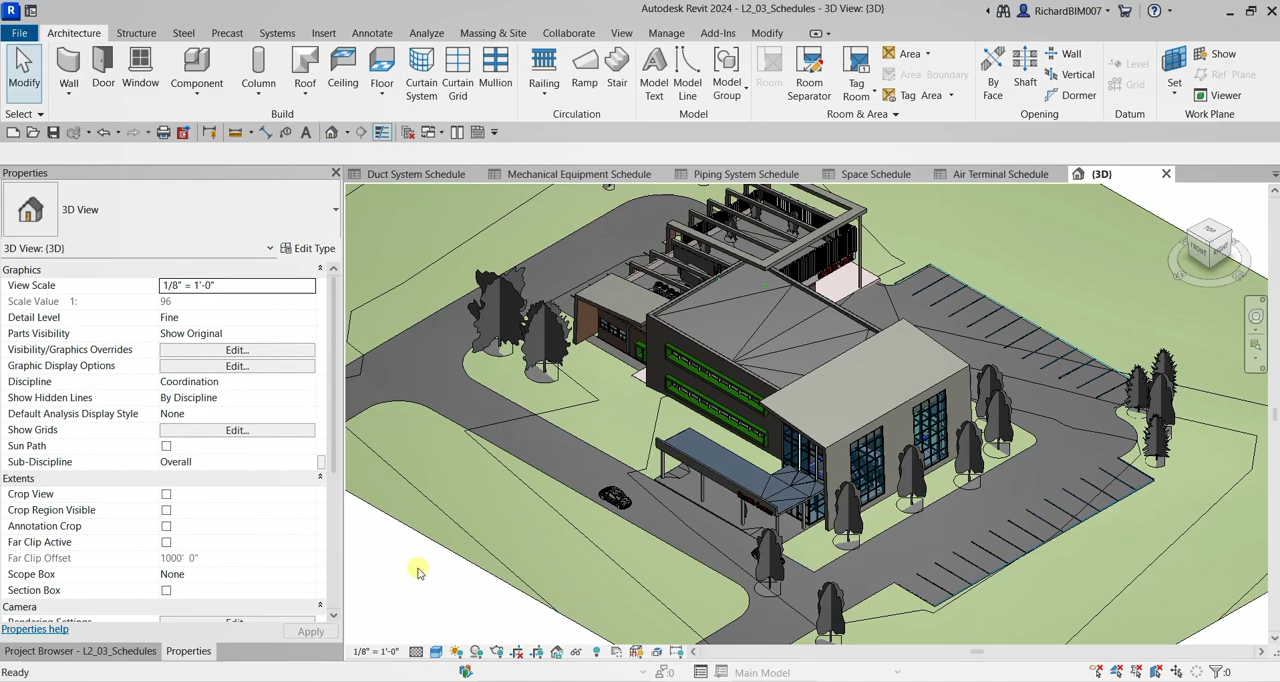 R Autodesk Revit 2024 - L2_03_Schedules - 3D View: {3D} RichardBIM007
File Architecture Structure Steel Precast Systems Insert Annotate Analyze Massing & Site Collaborate View Manage Add-Ins Modify
Modify Wall Door Window Component Column Roof Ceiling Floor Curtain System Curtain Grid Mullion Railing Ramp Stair Model Text Model Line Model Group Room Room Separator Tag Room Area Area Boundary Tag Area By Face Shaft Wall Vertical Dormer Level Grid Set Show Ref Plane Viewer
Select Build Circulation Model Room & Area Opening Datum Work Plane
Properties Duct System Schedule Mechanical Equipment Schedule Piping System Schedule Space Schedule Air Terminal Schedule {3D}
3D View
3D View: {3D} Edit Type
Graphics
View Scale 1/8" = 1'-0"
Scale Value 1: 96
Detail Level Fine
Parts Visibility Show Original
Visibility/Graphics Overrides Edit...
Graphic Display Options Edit...
Discipline Coordination
Show Hidden Lines By Discipline
Default Analysis Display Style None
Show Grids Edit...
Sun Path
Sub-Discipline Overall
Extents
Crop View
Crop Region Visible
Annotation Crop
Far Clip Active
Far Clip Offset 1000' 0"
Scope Box None
Section Box
Camera
Properties help Apply
Project Browser - L2_03_Schedules Properties 1/8" = 1'-0"
Ready :0 Main Model :0
TOP
FRONT RIGHT